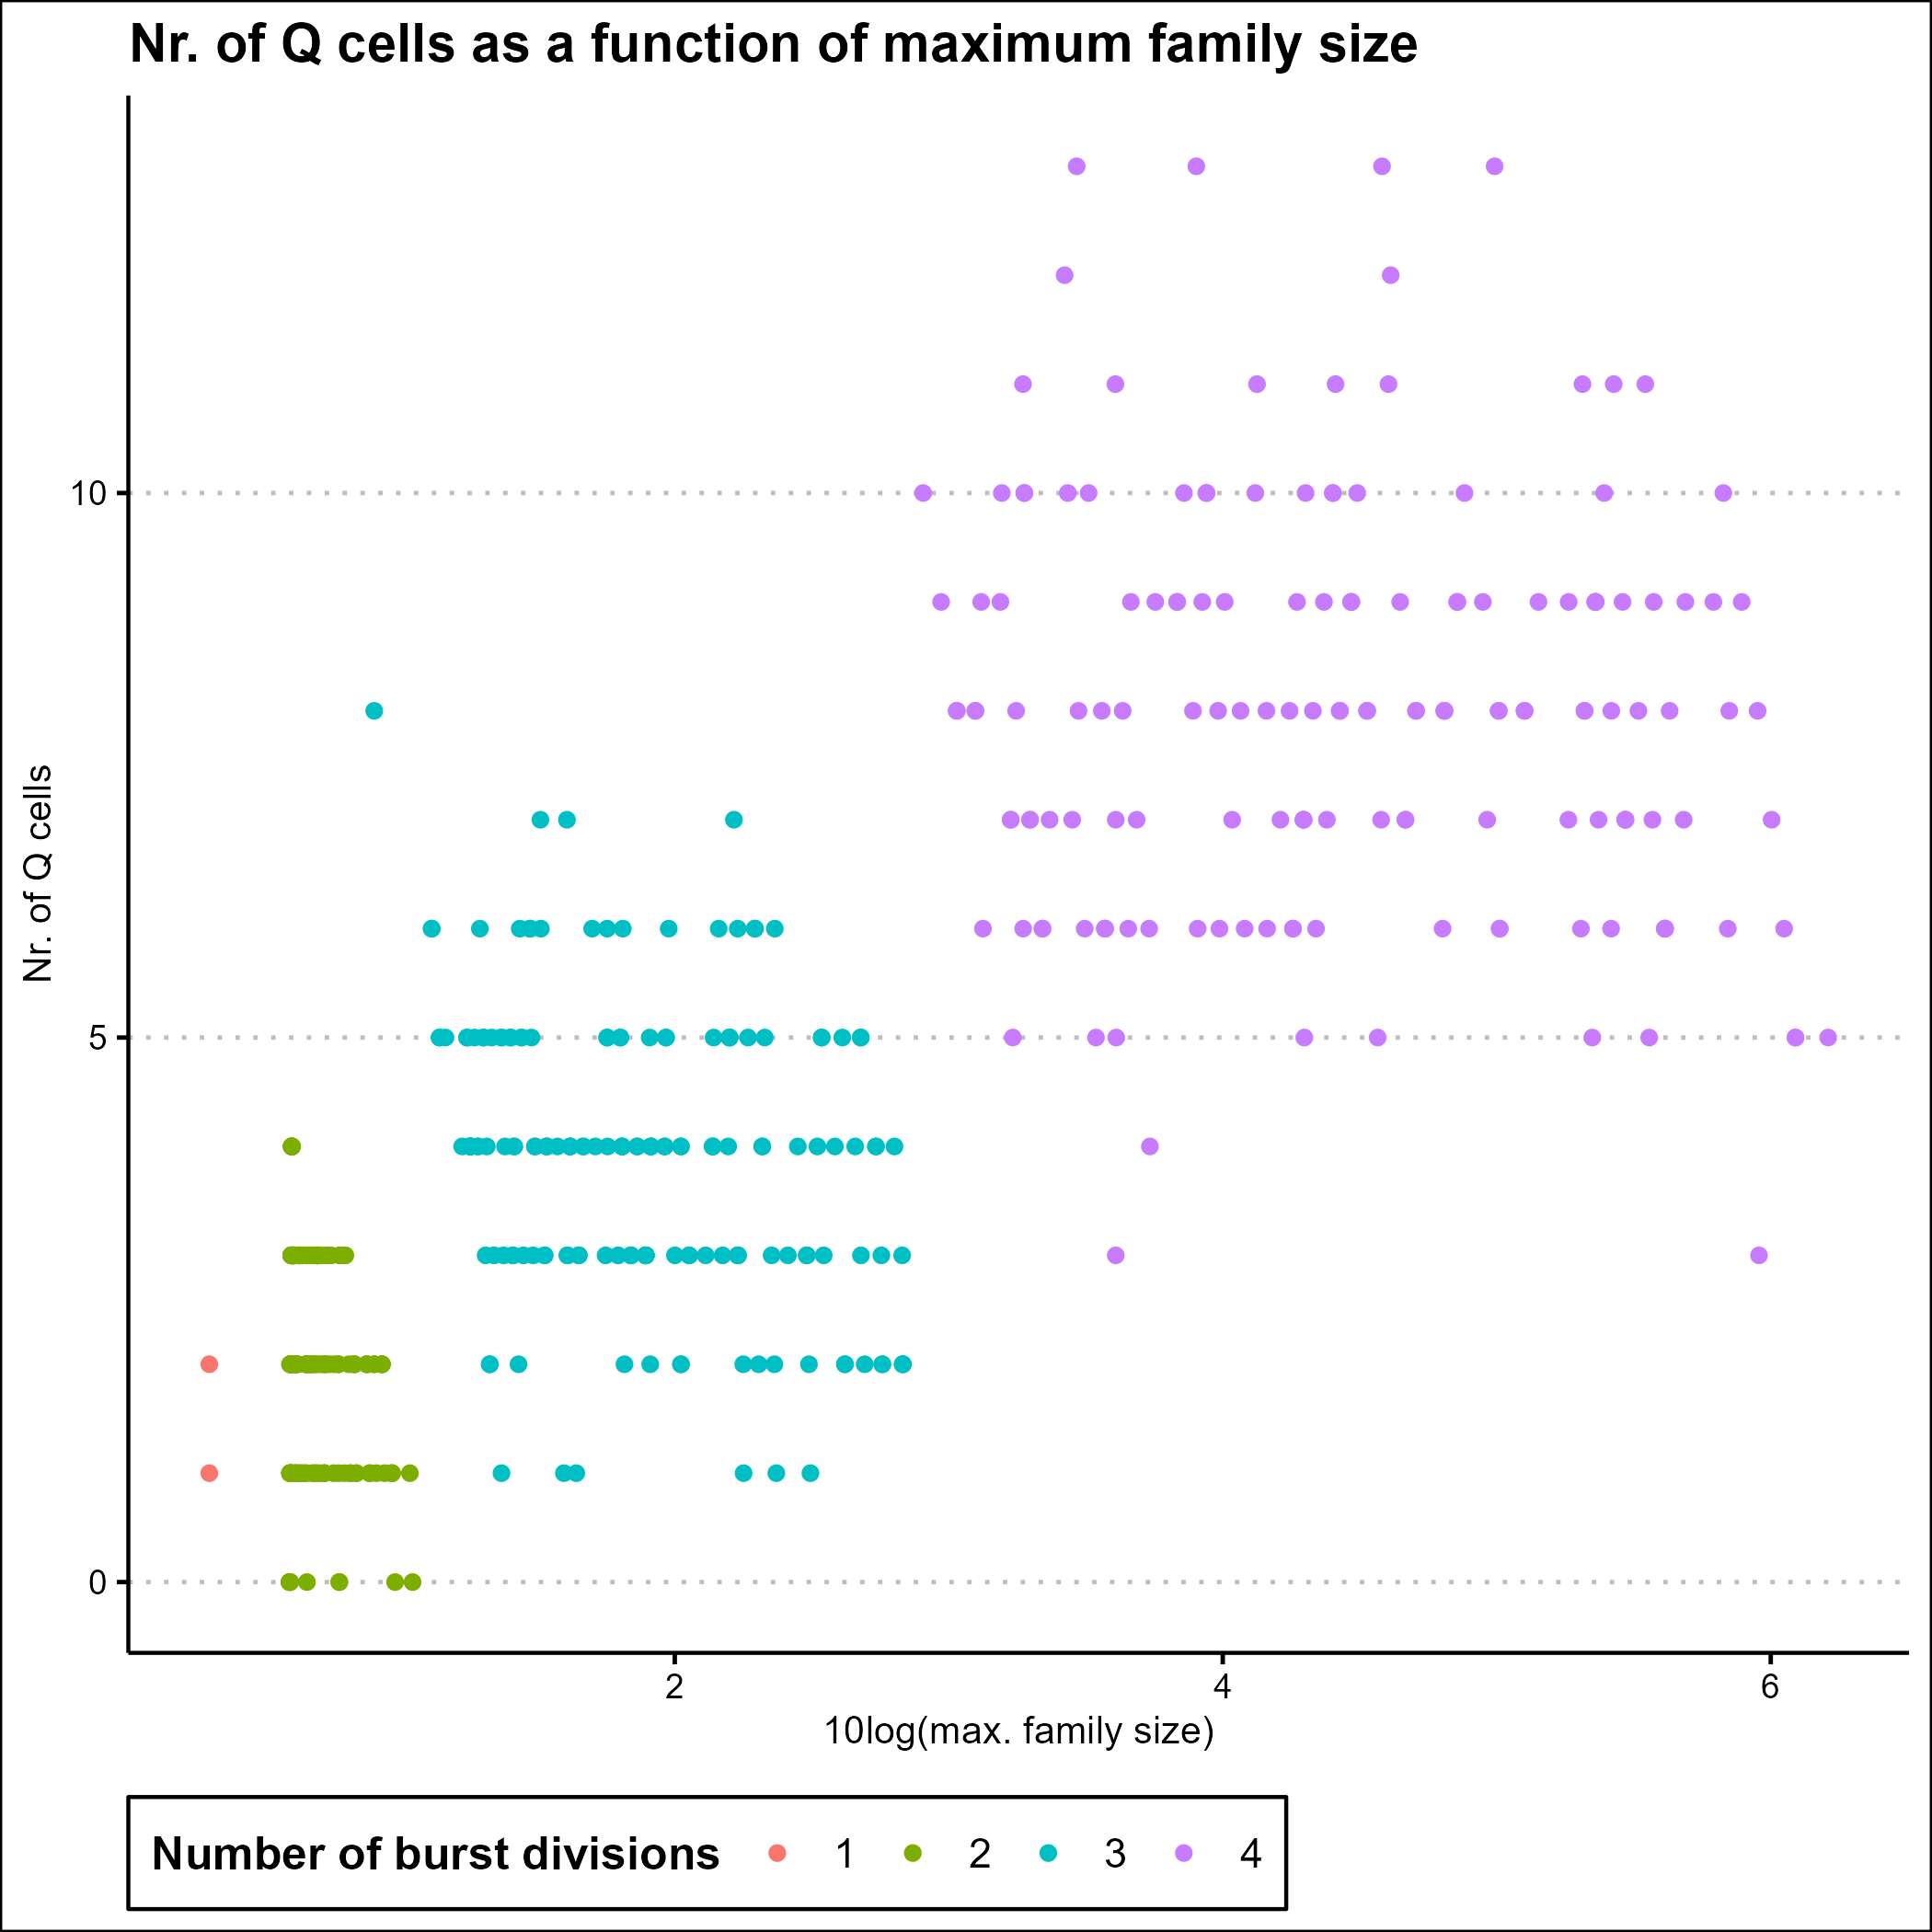 Nr. of Q cells as a function of maximum family size
Nr. of Q cells
10
5
0
2 4 6
10log(max. family size)
Number of burst divisions 1 2 3 4